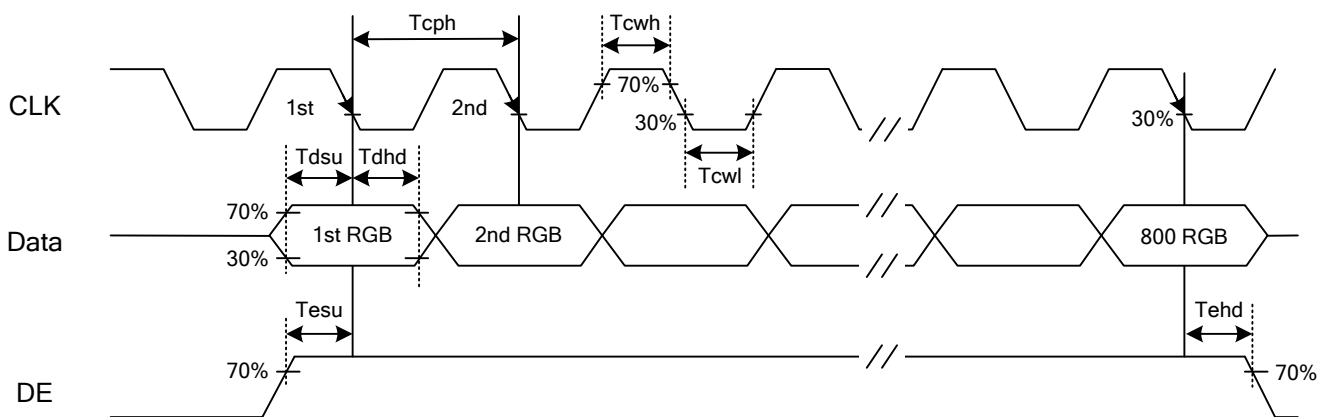 Tcph
Tcwh
CLK
1st
2nd
70%
30%
30%
Tcwl
Tdsu
Tdhd
Data
70%
30%
1st RGB
2nd RGB
800 RGB
Tesu
Tehd
DE
70%
70%